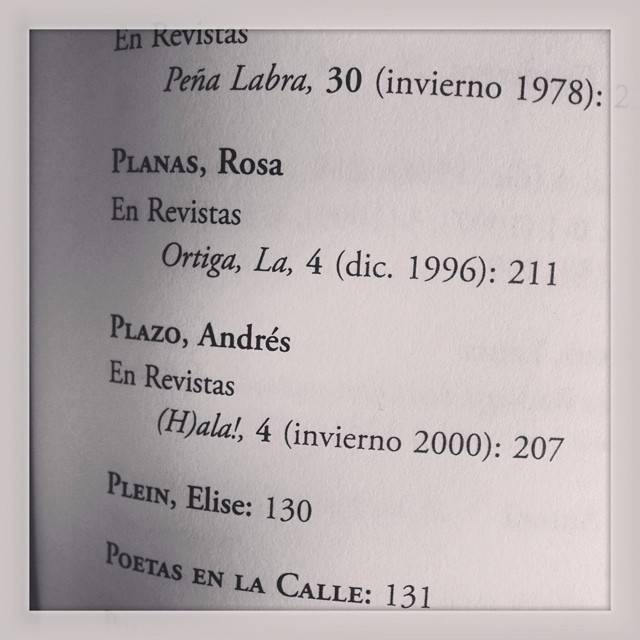 En Revistas
Peña Labra, 30 (invierno 1978): 2
PLANAS, Rosa
En Revistas
Ortiga, La, 4 (dic. 1996): 211
PLAZO, Andrés
En Revistas
(H)ala!, 4 (invierno 2000): 207
PLEIN, Elise: 130
POETAS EN LA CALLE: 131